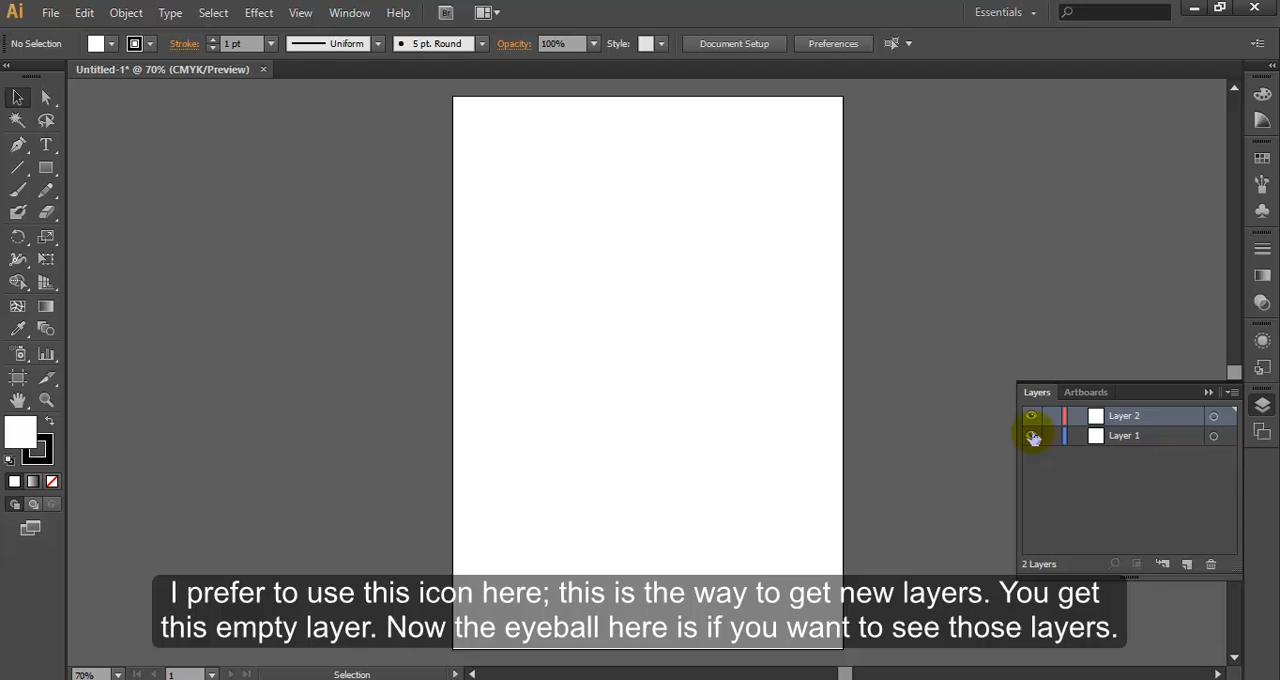 Ai File Edit Object Type Select Effect View Window Help Br Essentials
No Selection Stroke: 1 pt Uniform 5 pt. Round Opacity: 100% Style: Document Setup Preferences
Untitled-1* @ 70% (CMYK/Preview) ×
Layers Artboards
Layer 2
Layer 1
2 Layers
I prefer to use this icon here; this is the way to get new layers. You get
this empty layer. Now the eyeball here is if you want to see those layers.
70% 1 Selection